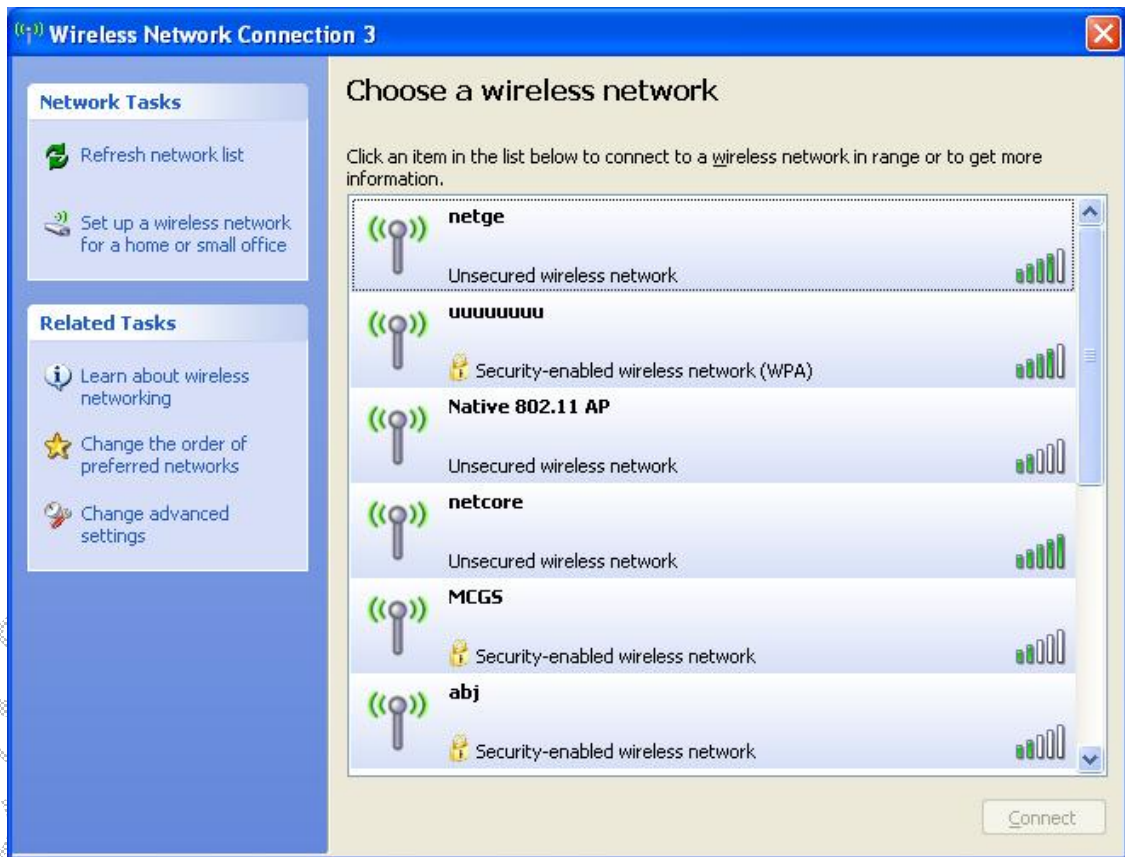 Wireless Network Connection 3
Network Tasks
Refresh network list
Set up a wireless network
for a home or small office
Related Tasks
Learn about wireless
networking
Change the order of
preferred networks
Change advanced
settings
Choose a wireless network
Click an item in the list below to connect to a wireless network in range or to get more
information.
netge
Unsecured wireless network
uuuuuuuu
Security-enabled wireless network (WPA)
Native 802.11 AP
Unsecured wireless network
netcore
Unsecured wireless network
MCGS
Security-enabled wireless network
abj
Security-enabled wireless network
Connect